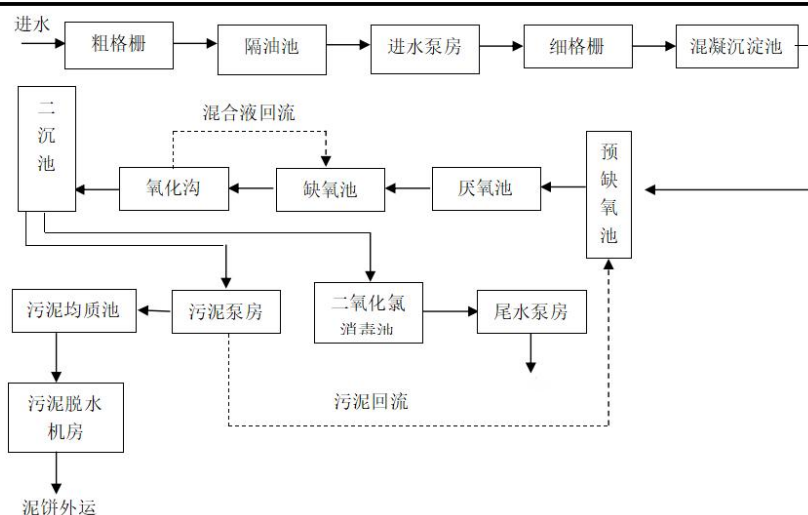 进水
粗格栅
隔油池
进水泵房
细格栅
混凝沉淀池
混合液回流
二
沉
池
氧化沟
缺氧池
厌氧池
预
缺
氧
池
污泥均质池
污泥泵房
二氧化氯
消毒池
尾水泵房
污泥回流
污泥脱水
机房
泥饼外运